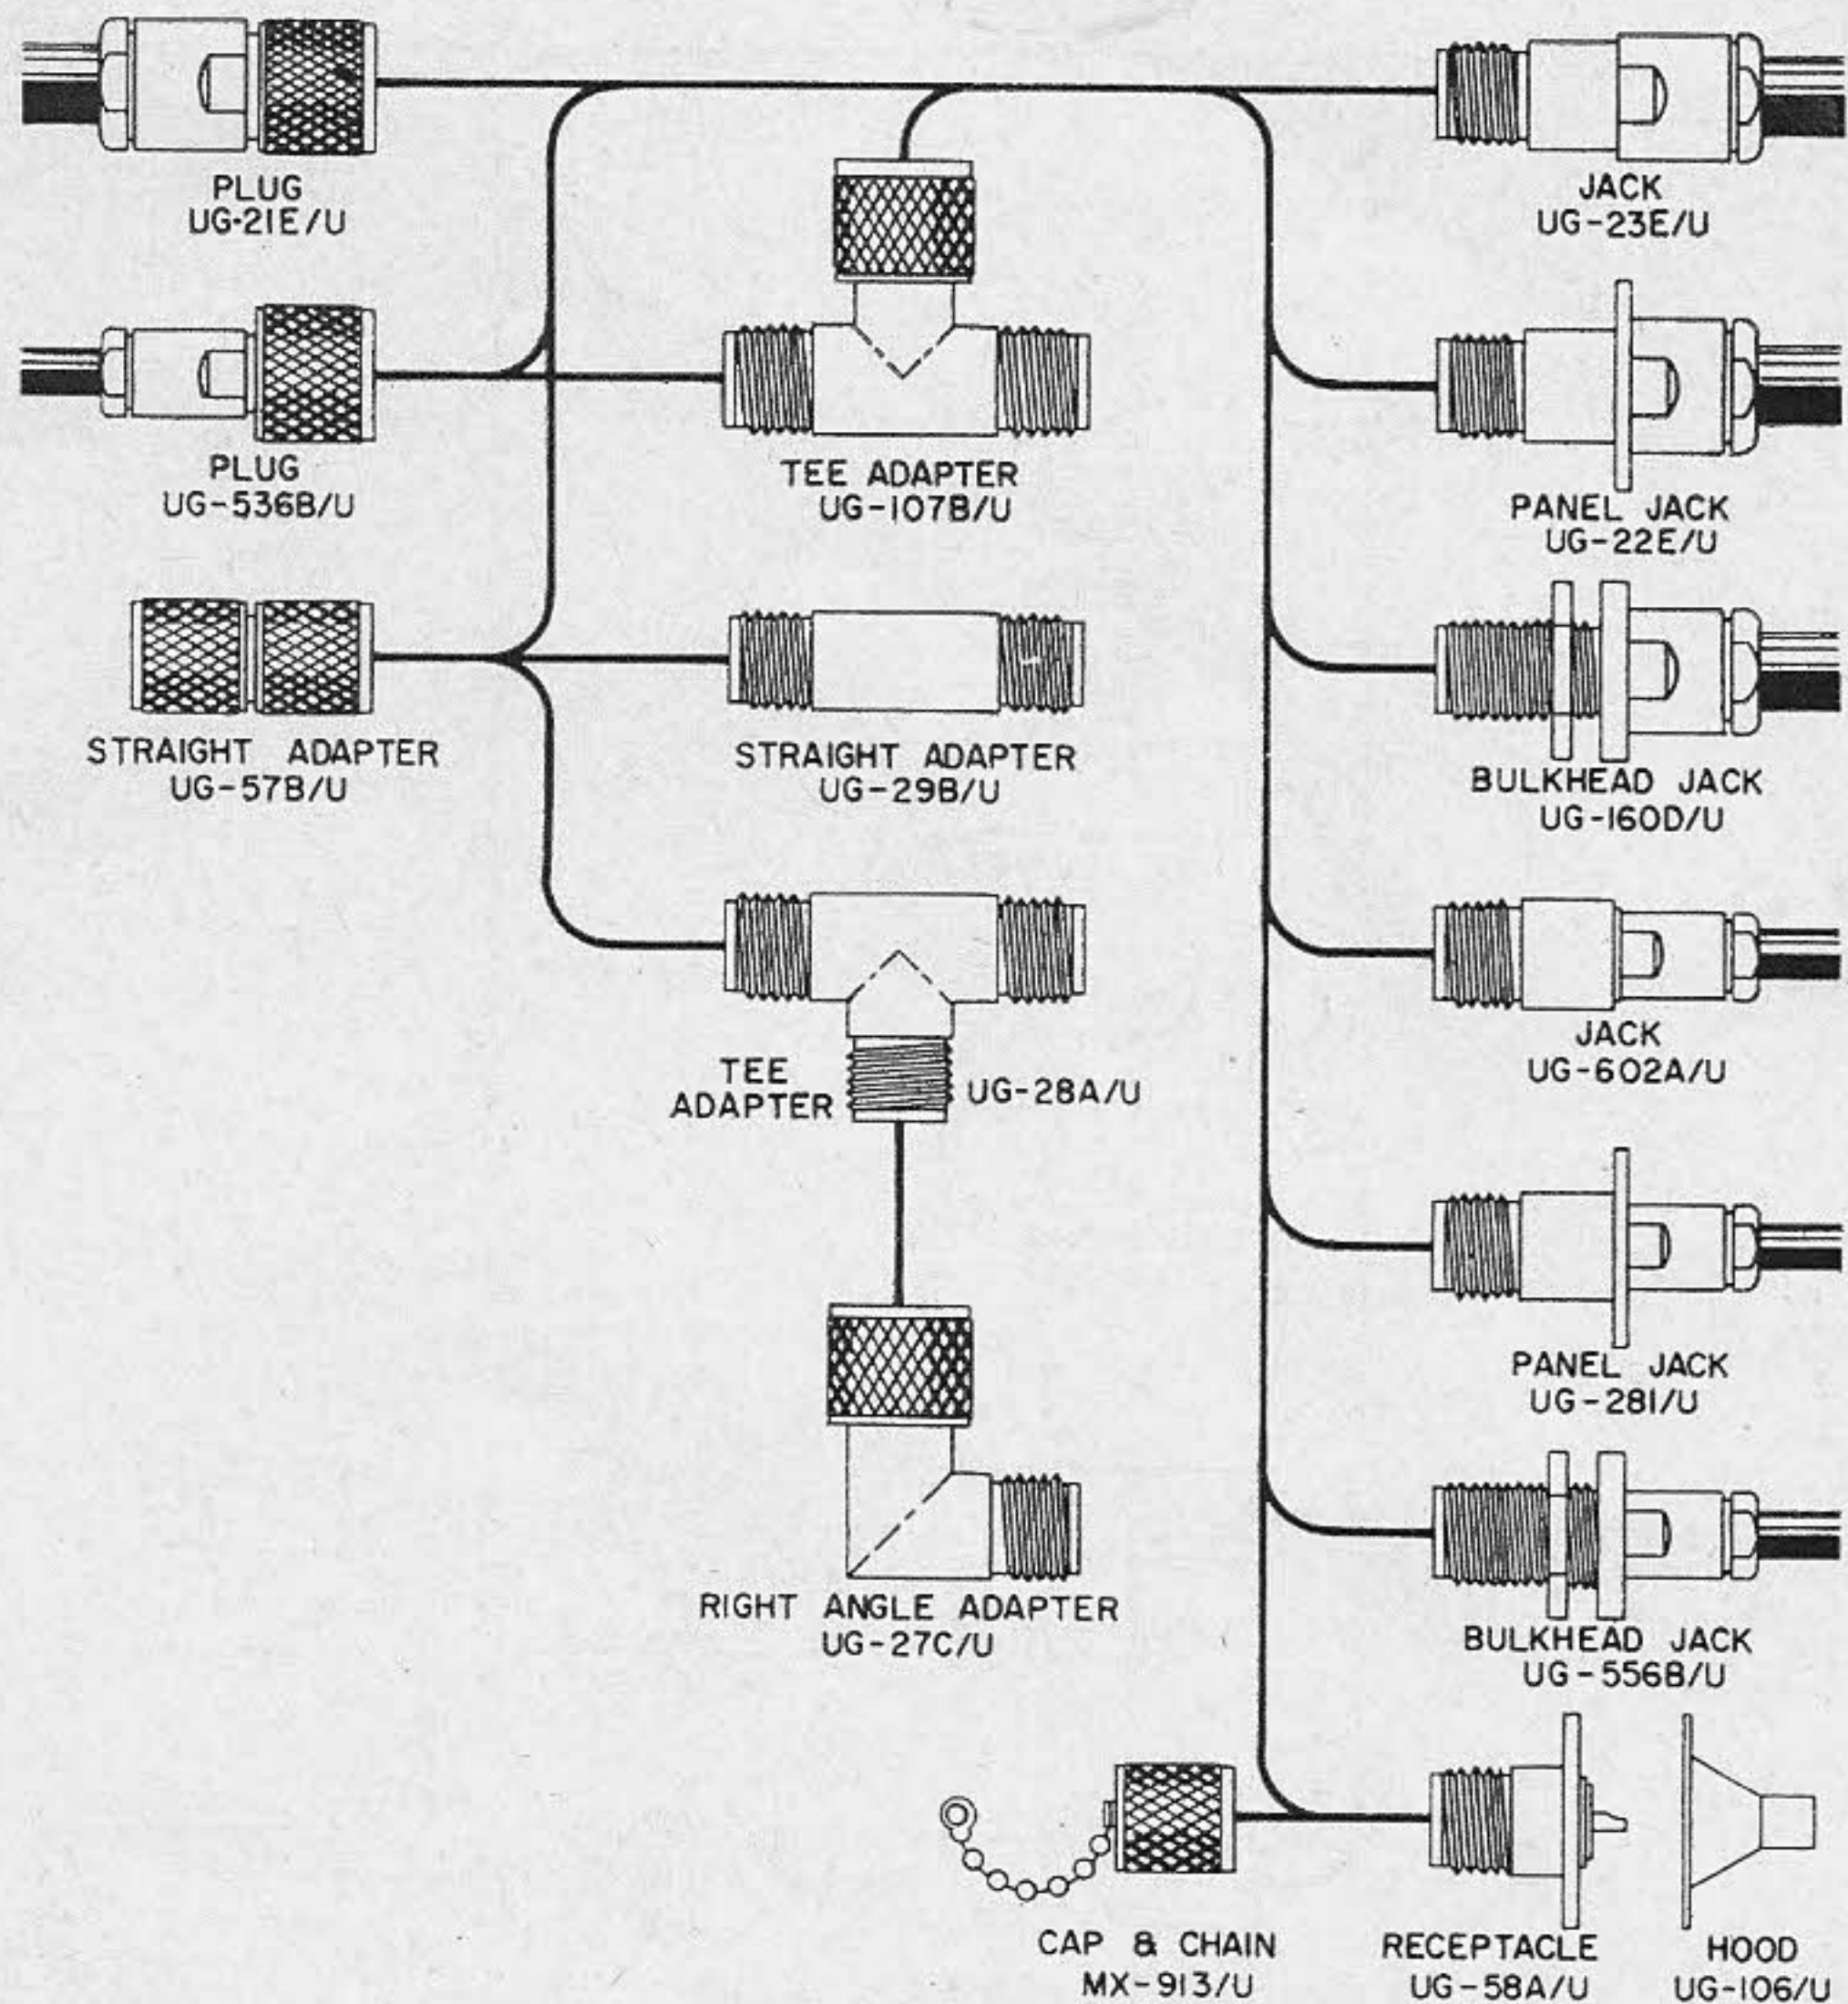 PLUG
UG-21E/U
JACK
UG-23E/U
PLUG
UG-536B/U
TEE ADAPTER
UG-107B/U
PANEL JACK
UG-22E/U
STRAIGHT ADAPTER
UG-57B/U
STRAIGHT ADAPTER
UG-29B/U
BULKHEAD JACK
UG-160D/U
TEE
ADAPTER
UG-28A/U
JACK
UG-602A/U
PANEL JACK
UG-281/U
RIGHT ANGLE ADAPTER
UG-27C/U
BULKHEAD JACK
UG-556B/U
CAP & CHAIN
MX-913/U
RECEPTACLE
UG-58A/U
HOOD
UG-106/U